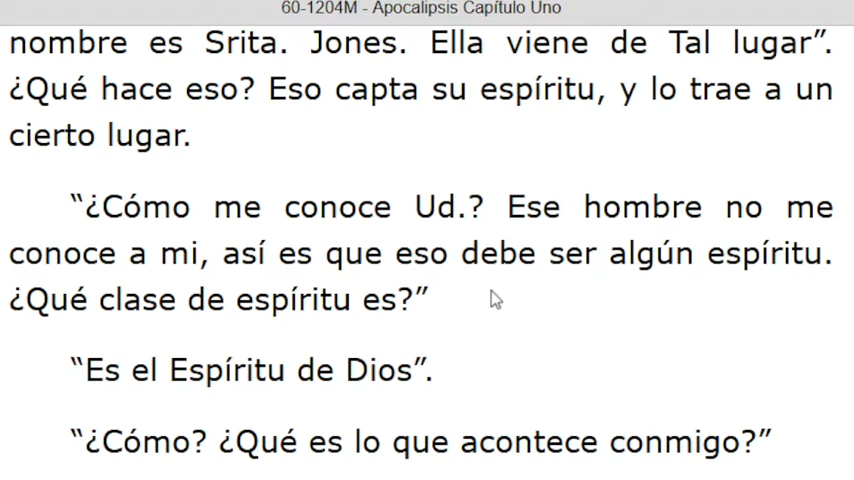 60-1204M - Apocalipsis Capítulo Uno
nombre es Srita. Jones. Ella viene de Tal lugar”.
¿Qué hace eso? Eso capta su espíritu, y lo trae a un
cierto lugar.
“¿Cómo me conoce Ud.? Ese hombre no me
conoce a mi, así es que eso debe ser algún espíritu.
¿Qué clase de espíritu es?”
“Es el Espíritu de Dios”.
“¿Cómo? ¿Qué es lo que acontece conmigo?”